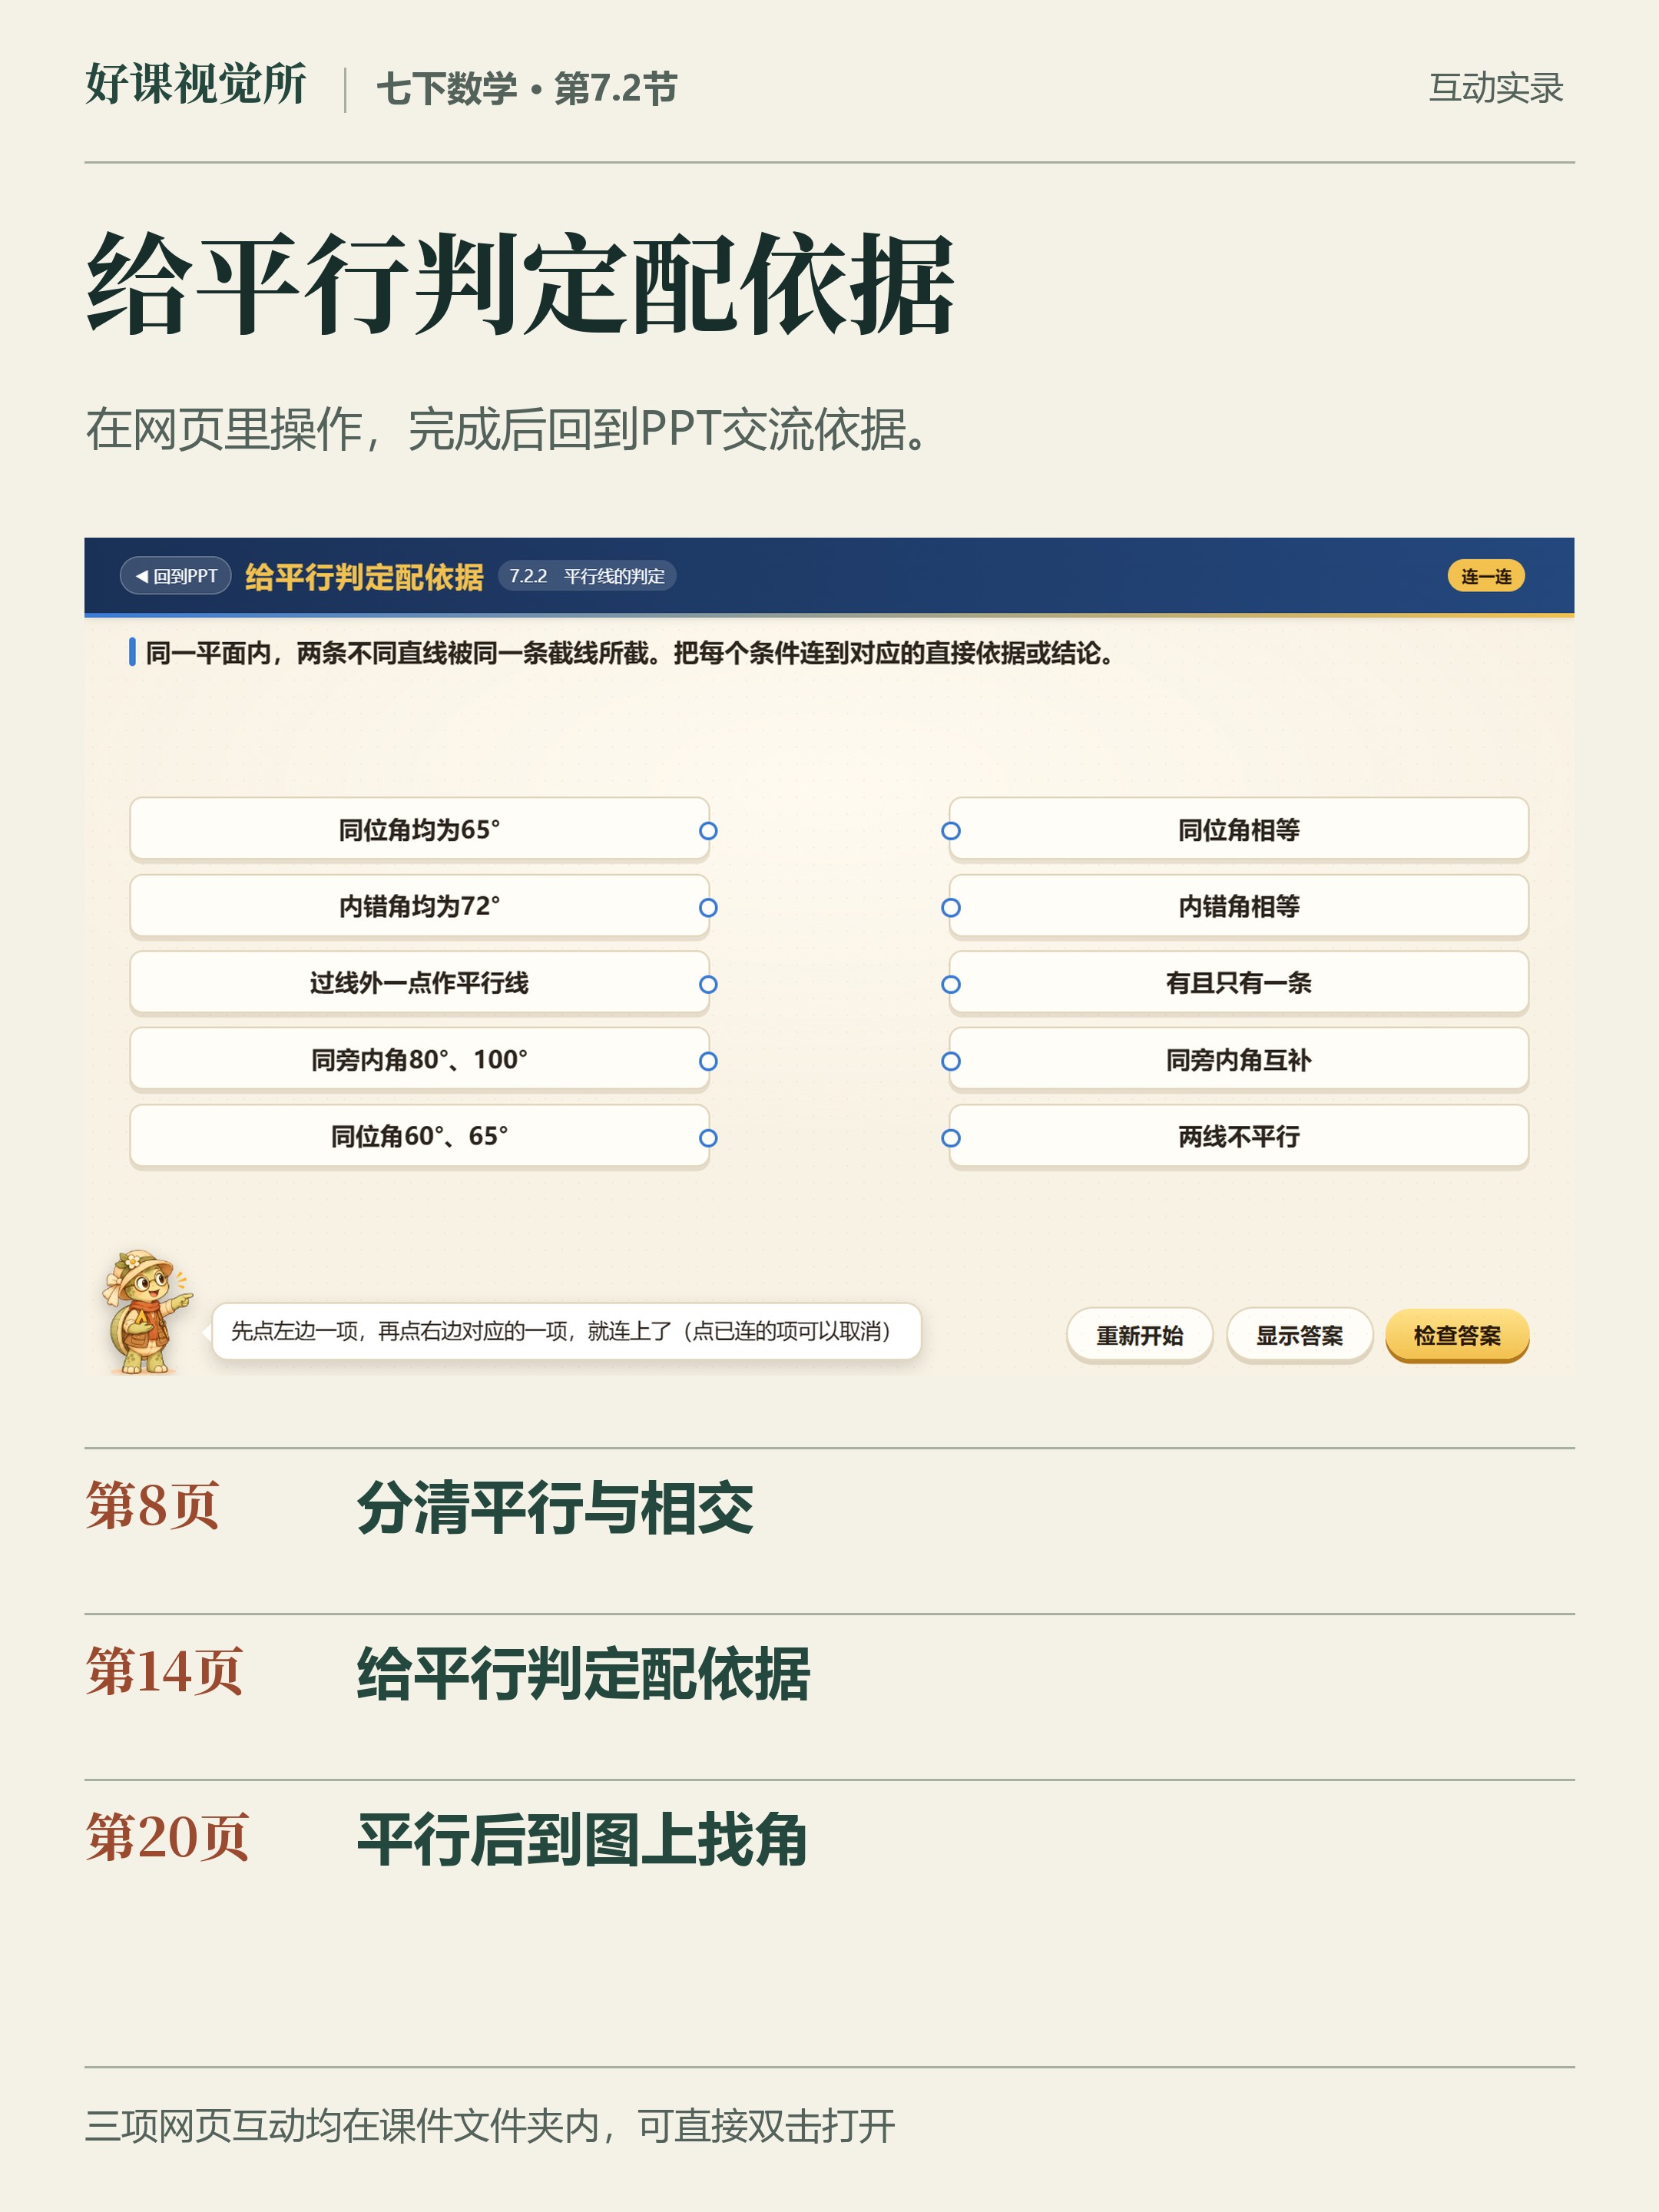 好课视觉所
七下数学·第7.2节
互动实录
给平行判定配依据
在网页里操作，完成后回到PPT交流依据。
◀回到PPT
给平行判定配依据
7.2.2 平行线的判定
连一连
同一平面内，两条不同直线被同一条截线所截。把每个条件连到对应的直接依据或结论。
同位角均为65°
同位角相等
内错角均为72°
内错角相等
过线外一点作平行线
有且只有一条
同旁内角80°、100°
同旁内角互补
同位角60°、65°
两线不平行
先点左边一项，再点右边对应的一项，就连上了（点已连的项可以取消）
重新开始
显示答案
检查答案
第8页
分清平行与相交
第14页
给平行判定配依据
第20页
平行后到图上找角
三项网页互动均在课件文件夹内，可直接双击打开